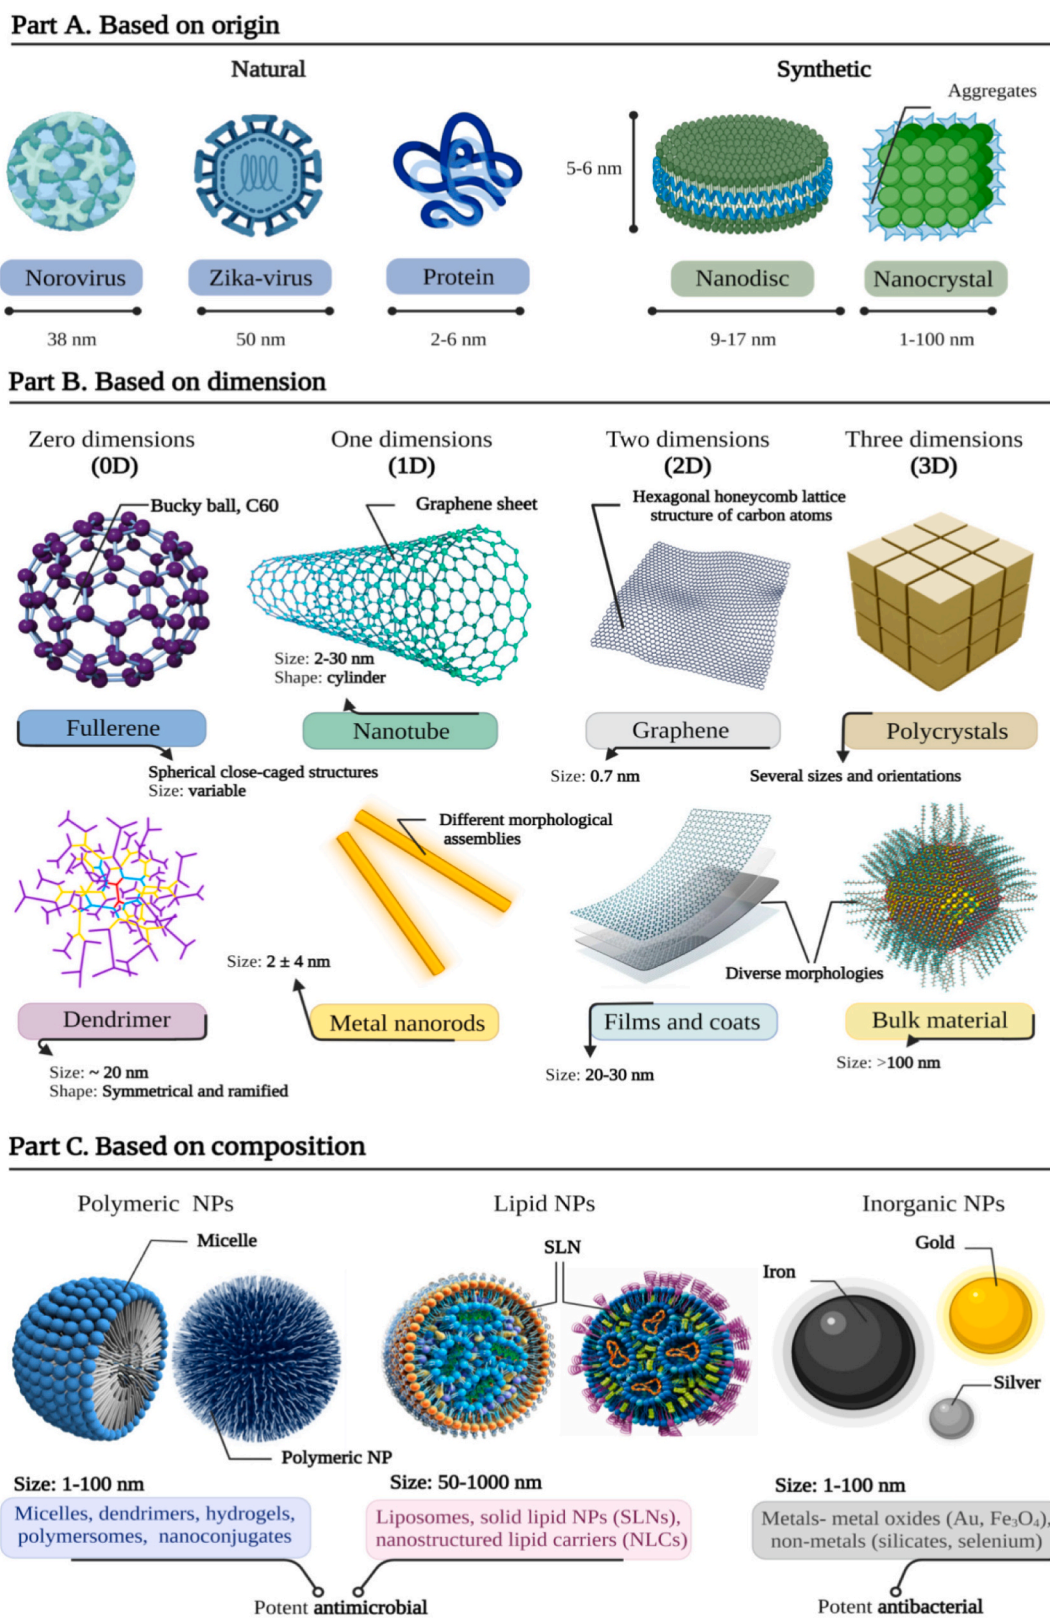 Part A. Based on origin
Natural
Synthetic
Aggregates
5-6 nm
Norovirus
Zika-virus
Protein
Nanodisc
Nanocrystal
38 nm
50 nm
2-6 nm
9-17 nm
1-100 nm
Part B. Based on dimension
Zero dimensions
(0D)
One dimensions
(1D)
Two dimensions
(2D)
Three dimensions
(3D)
Bucky ball, C60
Graphene sheet
Hexagonal honeycomb lattice
structure of carbon atoms
Size: 2-30 nm
Shape: cylinder
Fullerene
Nanotube
Graphene
Polycrystals
Spherical close-caged structures
Size: variable
Size: 0.7 nm
Several sizes and orientations
Different morphological
assemblies
Size: 2 ± 4 nm
Diverse morphologies
Dendrimer
Metal nanorods
Films and coats
Bulk material
Size: ~ 20 nm
Shape: Symmetrical and ramified
Size: 20-30 nm
Size: >100 nm
Part C. Based on composition
Polymeric NPs
Lipid NPs
Inorganic NPs
Micelle
SLN
Gold
Iron
Silver
Polymeric NP
Size: 1-100 nm
Size: 50-1000 nm
Size: 1-100 nm
Micelles, dendrimers, hydrogels,
polymersomes, nanoconjugates
Liposomes, solid lipid NPs (SLNs),
nanostructured lipid carriers (NLCs)
Metals- metal oxides (Au, Fe₃O₄),
non-metals (silicates, selenium)
Potent antimicrobial
Potent antibacterial